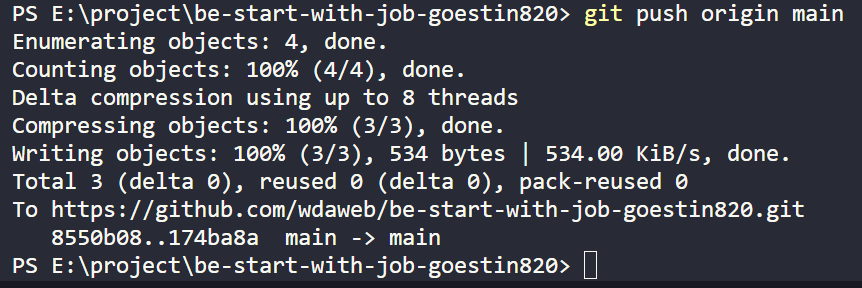 PS E:\project\be-start-with-job-goestin820> git push origin main
Enumerating objects: 4, done.
Counting objects: 100% (4/4), done.
Delta compression using up to 8 threads
Compressing objects: 100% (3/3), done.
Writing objects: 100% (3/3), 534 bytes | 534.00 KiB/s, done.
Total 3 (delta 0), reused 0 (delta 0), pack-reused 0
To https://github.com/wdaweb/be-start-with-job-goestin820.git
   8550b08..174ba8a  main -> main
PS E:\project\be-start-with-job-goestin820>